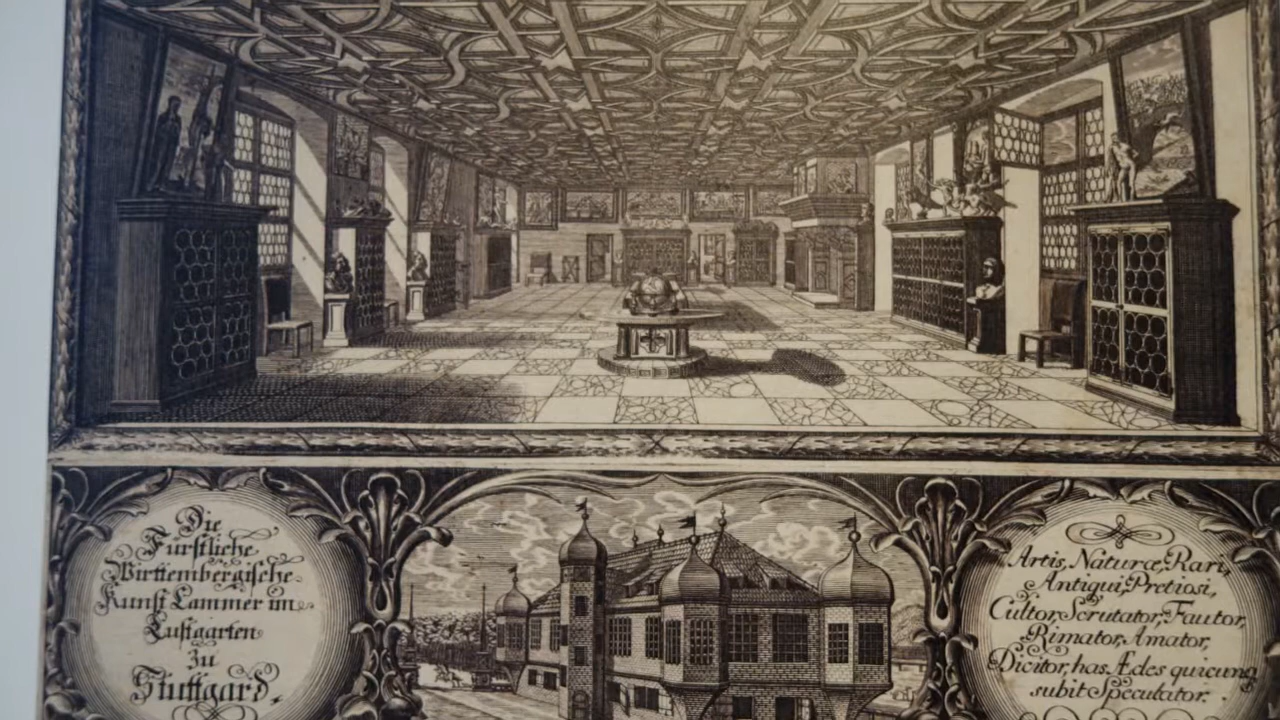 Die
Fürstliche
Wirttembergische
Kunst Cammer im
Lustgarten
zu
Stuttgard.
Artis, Naturæ, Rari,
Antiqui, Pretiosi,
Cultor, Scrutator, Fautor,
Rimator, Amator,
Dicitor, has Ædes quicunq
subit Speculator.